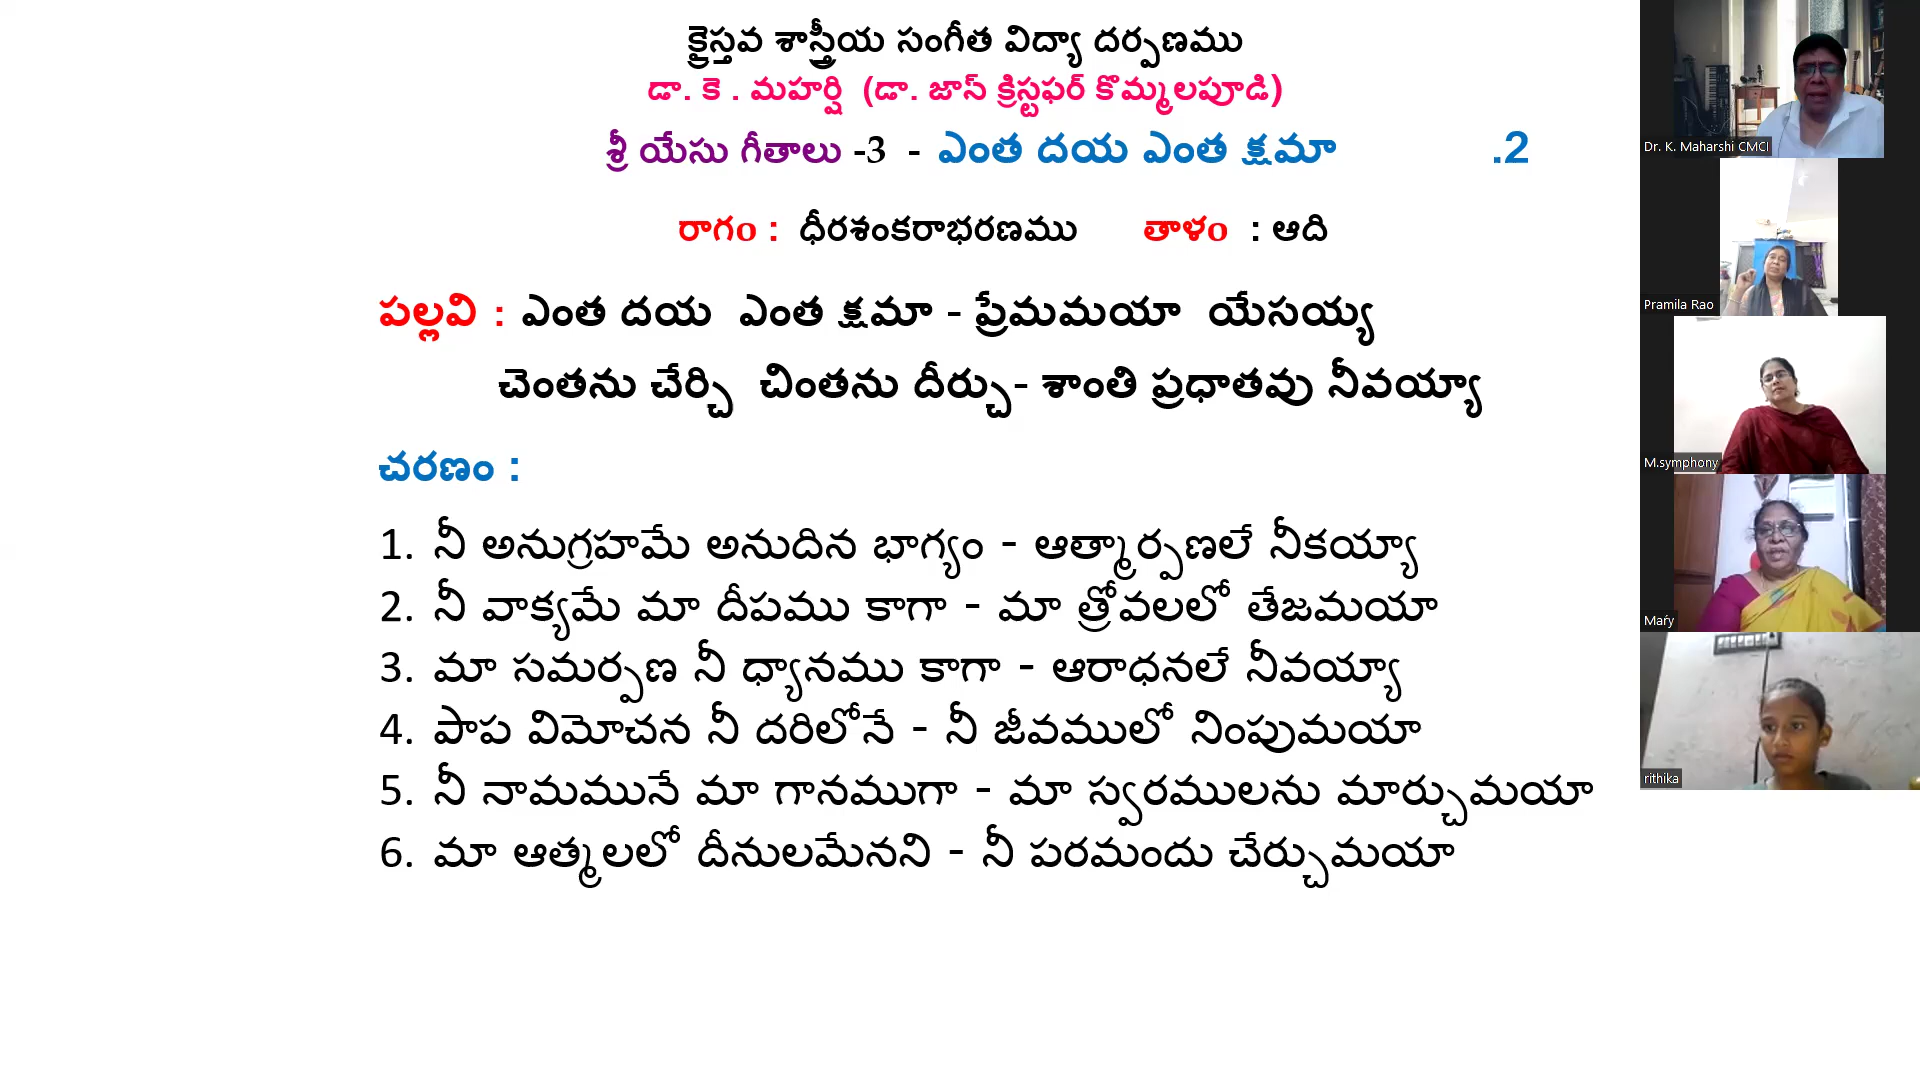 క్రైస్తవ శాస్త్రీయ సంగీత విద్యా దర్పణము
డా. కె . మహర్షి (డా. జాస్ క్రిస్టఫర్ కొమ్మలపూడి)
శ్రీ యేసు గీతాలు -3 - ఎంత దయ ఎంత క్షమా .2
రాగం : ధీరశంకరాభరణము తాళం : ఆది
పల్లవి : ఎంత దయ ఎంత క్షమా - ప్రేమమయా యేసయ్య
చెంతను చేర్చి చింతను దీర్చు- శాంతి ప్రధాతవు నీవయ్యా
చరణం :
1. నీ అనుగ్రహమే అనుదిన భాగ్యం - ఆత్మార్పణలే నీకయ్యా
2. నీ వాక్యమే మా దీపము కాగా - మా త్రోవలలో తేజమయా
3. మా సమర్పణ నీ ధ్యానము కాగా - ఆరాధనలే నీవయ్యా
4. పాప విమోచన నీ దరిలోనే - నీ జీవములో నింపుమయా
5. నీ నామమునే మా గానముగా - మా స్వరములను మార్చుమయా
6. మా ఆత్మలలో దీనులమేనని - నీ పరమందు చేర్చుమయా
Dr. K. Maharshi CMCI
Pramila Rao
M.symphony
Maŕy
rithika